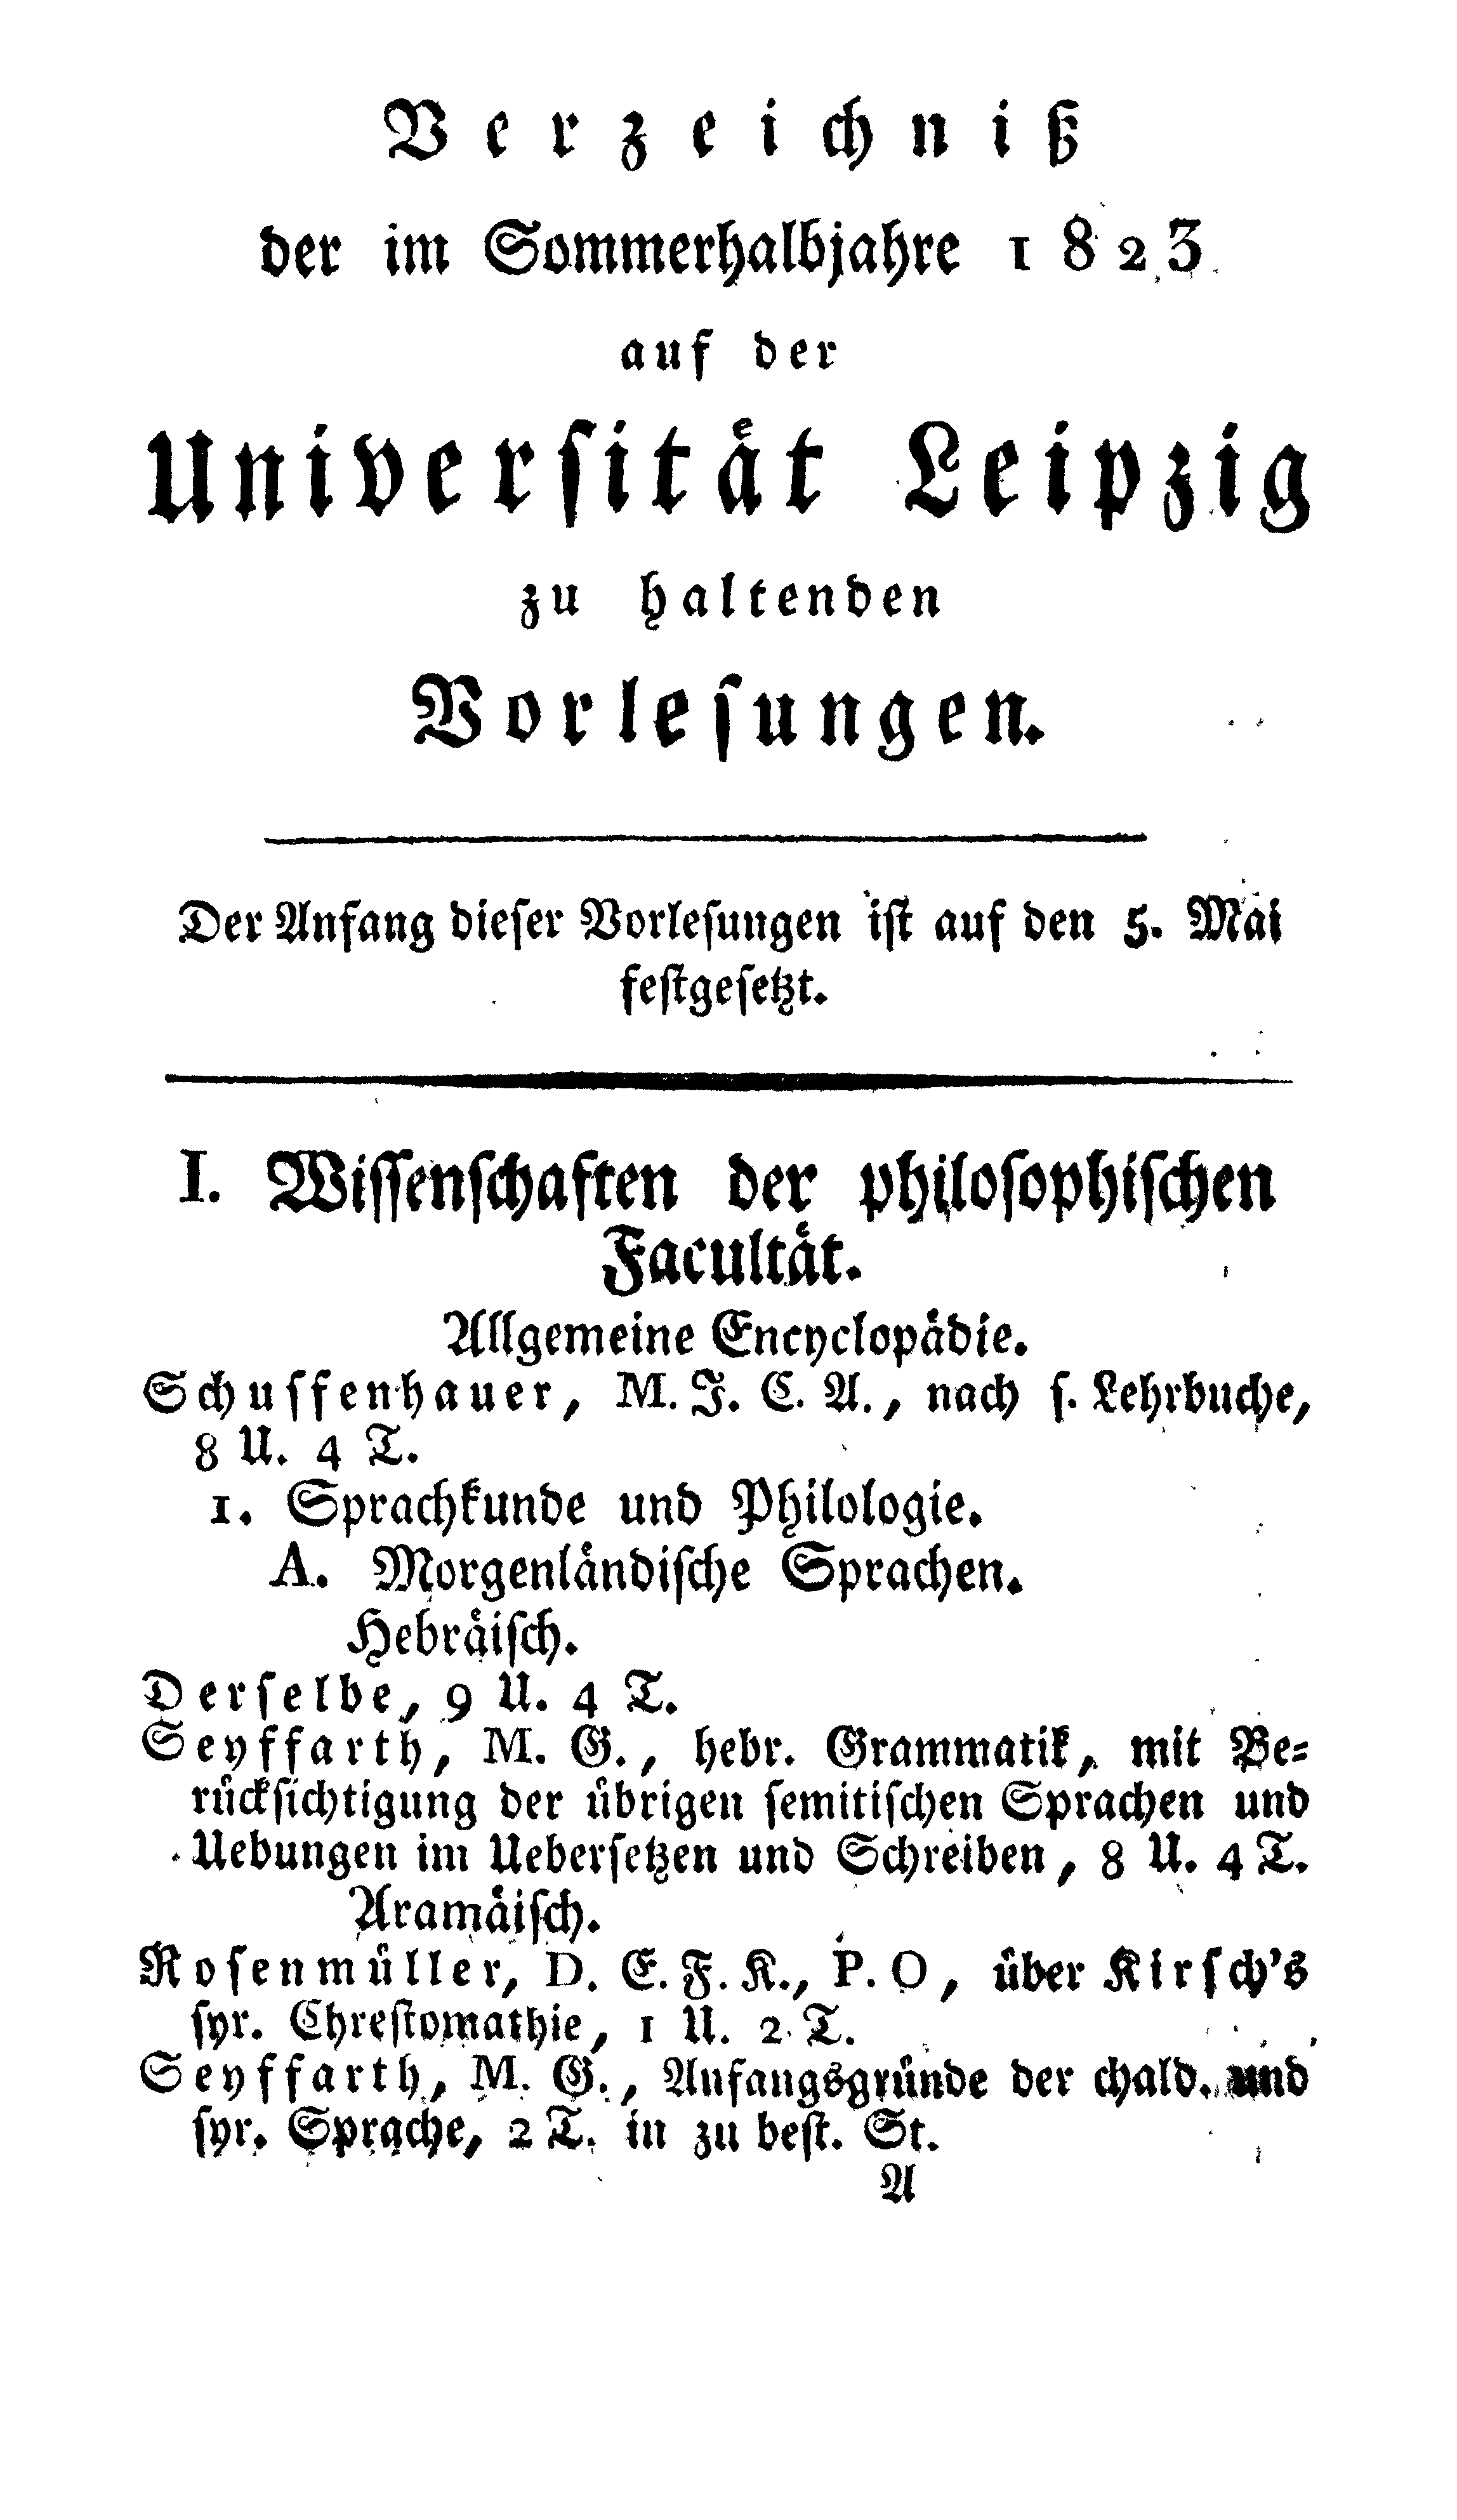 Verzeichniß
der im Sommerhalbjahre 1823
auf der
Universität Leipzig
zu haltenden
Vorlesungen.
Der Anfang dieser Vorlesungen ist auf den 5. Mai
festgesetzt.
I. Wissenschaften der philosophischen
Facultät.
Allgemeine Encyclopädie.
Schuffenhauer, M. J. C. A., nach s. Lehrbuche,
8 U. 4 T.
1. Sprachkunde und Philologie.
A. Morgenländische Sprachen.
Hebräisch.
Derselbe, 9 U. 4 T.
Seyffarth, M. G., hebr. Grammatik, mit Be-
rücksichtigung der übrigen semitischen Sprachen und
Uebungen im Uebersetzen und Schreiben, 8 U. 4 T.
Aramäisch.
Rosenmüller, D. E. F. K., P. O, über Kirsch's
syr. Chrestomathie, 1 U. 2 T.
Seyffarth, M. G., Anfangsgründe der chald. und
syr. Sprache, 2 T. in zu best. St.
A